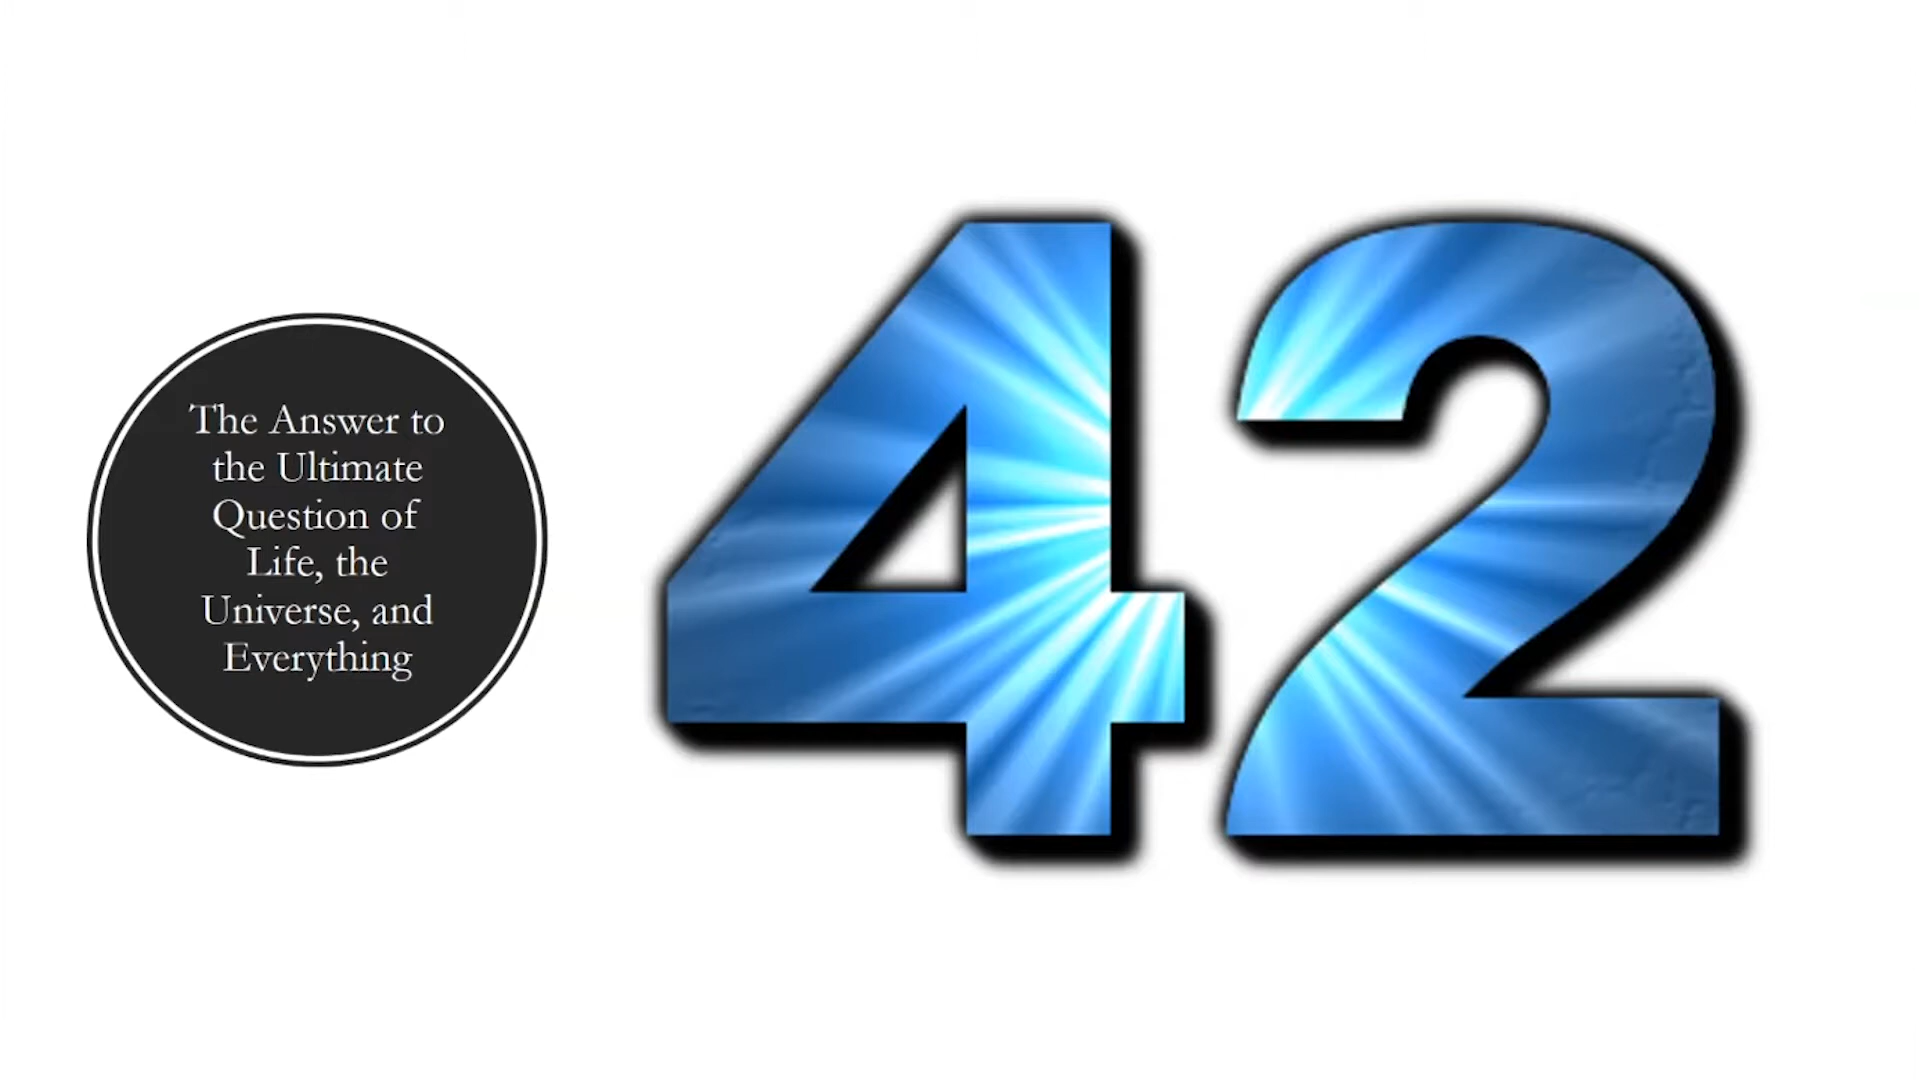 The Answer to
the Ultimate
Question of
Life, the
Universe, and
Everything
42